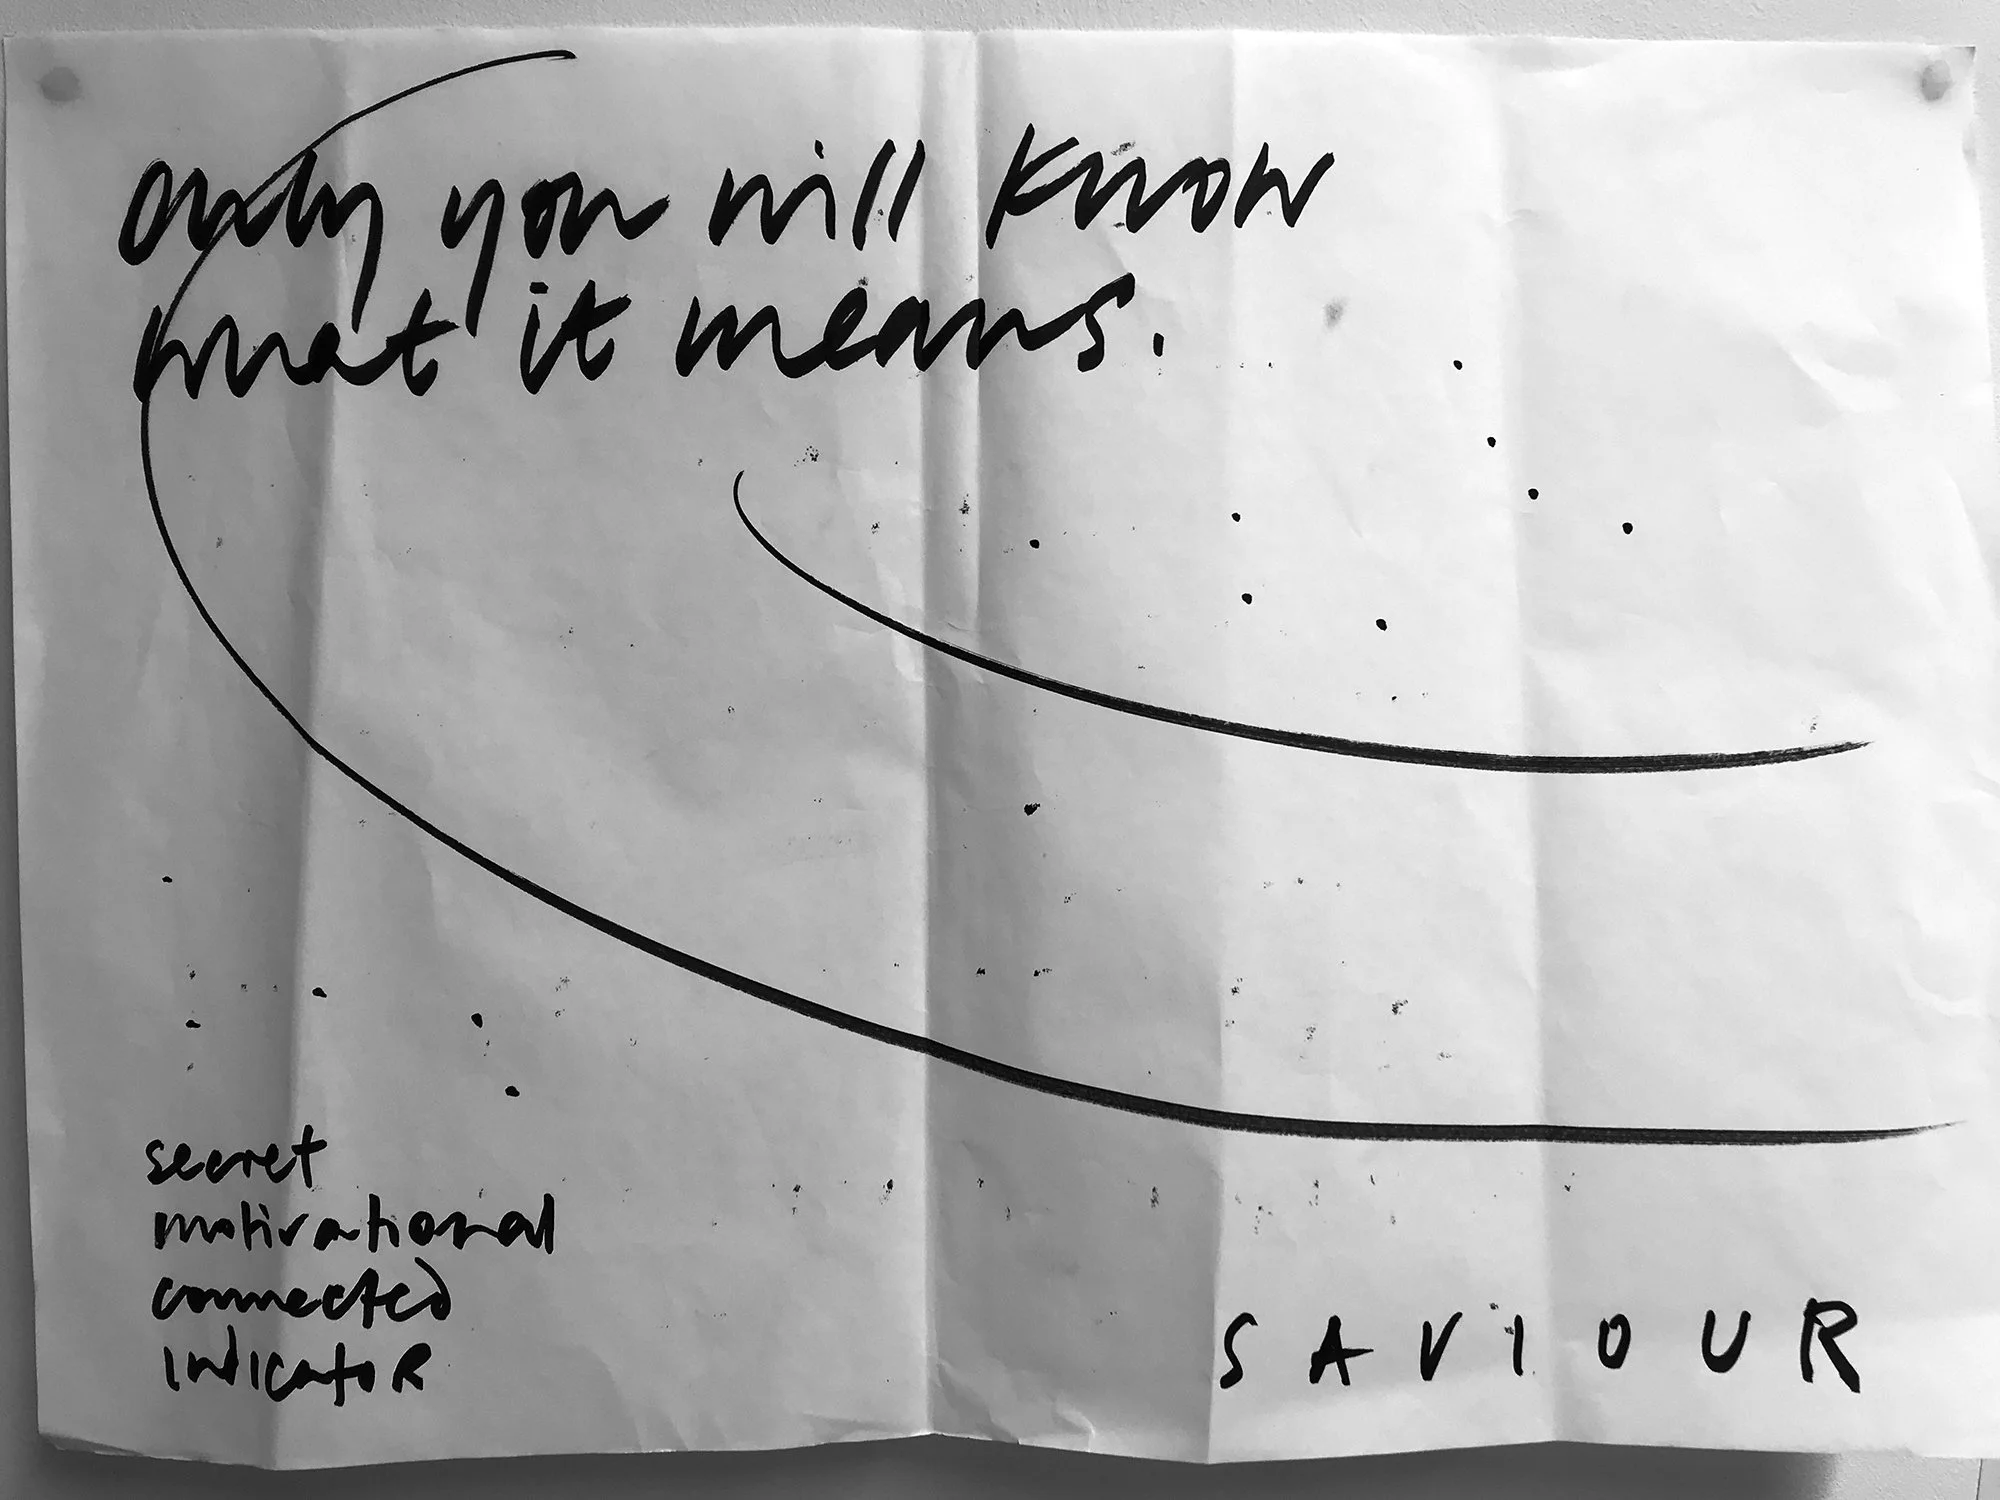 only you will know
what it means.
secret
motivational
connected
indicatoR
SAVIOUR